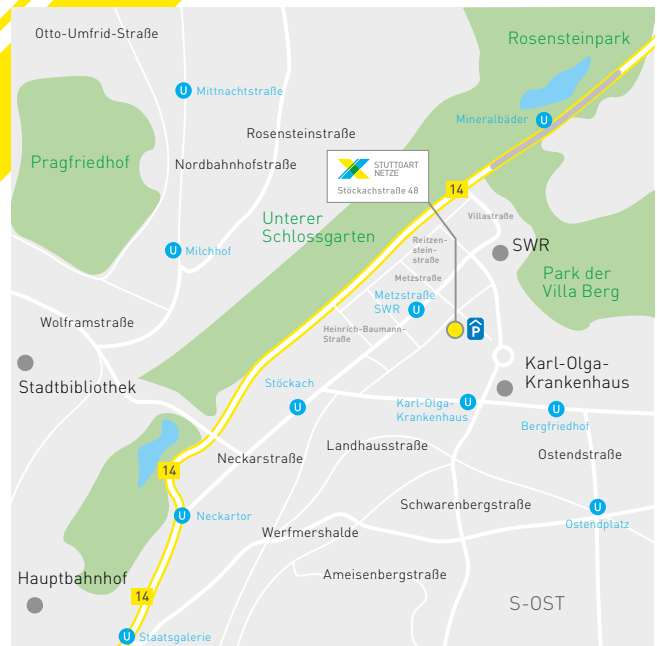 Otto-Umfrid-Straße
Rosensteinpark
U Mittnachtstraße
Mineralbäder U
Rosensteinstraße
Pragfriedhof
Nordbahnhofstraße
STUTTGART
NETZE
Stöckachstraße 48
14
Villastraße
Unterer
Schlossgarten
Reitzen-
stein-
straße
SWR
U Milchhof
Metzstraße
Park der
Villa Berg
Metzstraße
SWR U
Wolframstraße
Heinrich-Baumann-
Straße
P
Stadtbibliothek
Stöckach
U
Karl-Olga-
Krankenhaus
Karl-Olga-
Krankenhaus
U
U
Bergfriedhof
Landhausstraße
Neckarstraße
Ostendstraße
14
Schwarenbergstraße
U
Ostendplatz
U Neckartor
Werfmershalde
Hauptbahnhof
Ameisenbergstraße
14
S-OST
U Staatsgalerie